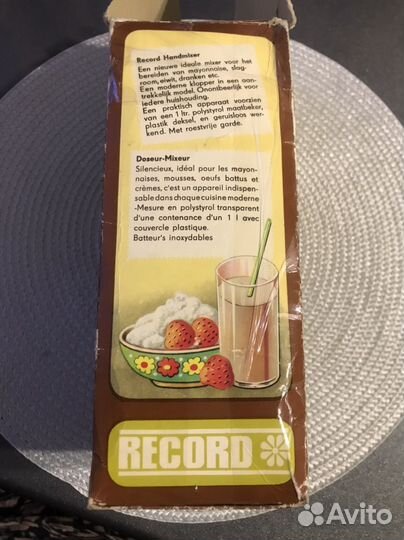 Record Handmixer
Een nieuwe ideale mixer voor het
bereiden van mayonnaise, slag-
room, eiwit, dranken etc.
Een moderne klopper in een aan-
trekkelijk model. Onontbeerlijk voor
iedere huishouding.
Een praktisch apparaat voorzien
van een 1 ltr. polystyrol maatbeker,
plastik deksel, en geruisloos wer-
kend. Met roestvrije garde.
Doseur-Mixeur
Silencieux, idéal pour les mayon-
naises, mousses, oeufs battus et
crèmes, c'est un appareil indispen-
sable dans chaque cuisine moderne
-Mesure en polystyrol transparent
d'une contenance d'un 1 l avec
couvercle plastique.
Batteur's inoxydables
RECORD
Avito